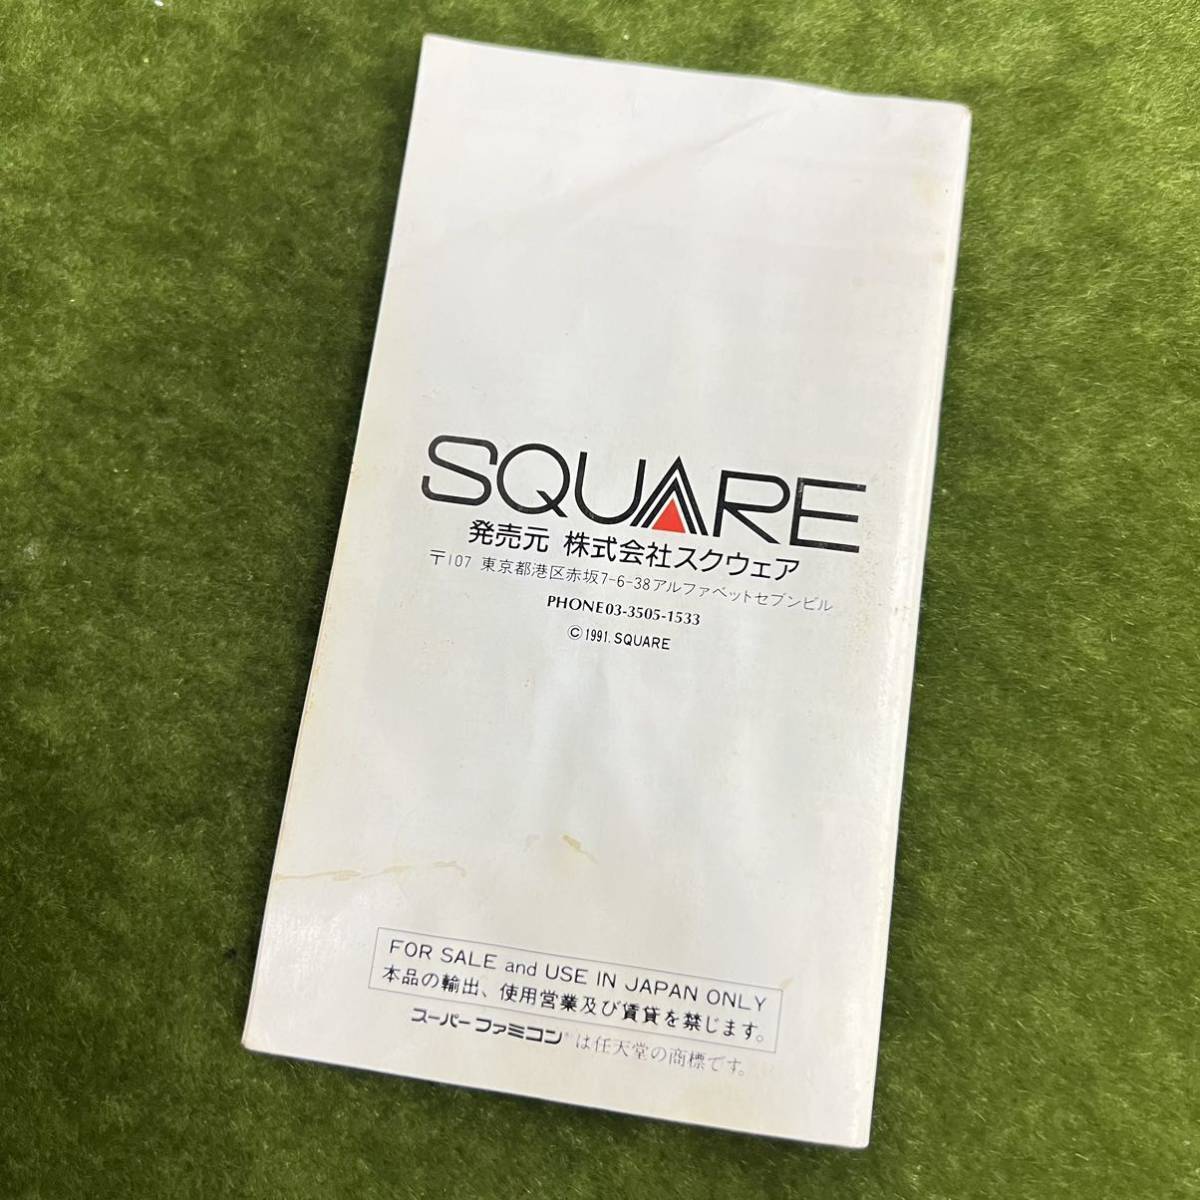 SQUARE
発売元 株式会社スクウェア
〒107 東京都港区赤坂7-6-38アルファベットセブンビル
PHONE03-3505-1533
©1991. SQUARE
FOR SALE and USE IN JAPAN ONLY
本品の輸出、使用営業及び賃貸を禁じます。
スーパーファミコン®は任天堂の商標です。